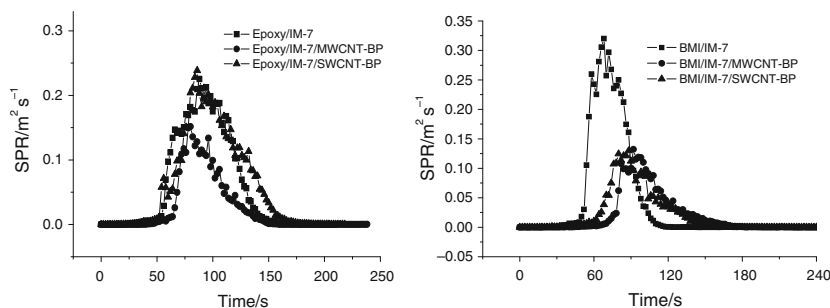 SPR/m² s⁻¹
0.3
0.2
0.1
0.0
Epoxy/IM-7
Epoxy/IM-7/MWCNT-BP
Epoxy/IM-7/SWCNT-BP
0 50 100 150 200 250
Time/s
SPR/m² s⁻¹
0.35
0.30
0.25
0.20
0.15
0.10
0.05
0.00
−0.05
BMI/IM-7
BMI/IM-7/MWCNT-BP
BMI/IM-7/SWCNT-BP
0 60 120 180 240
Time/s